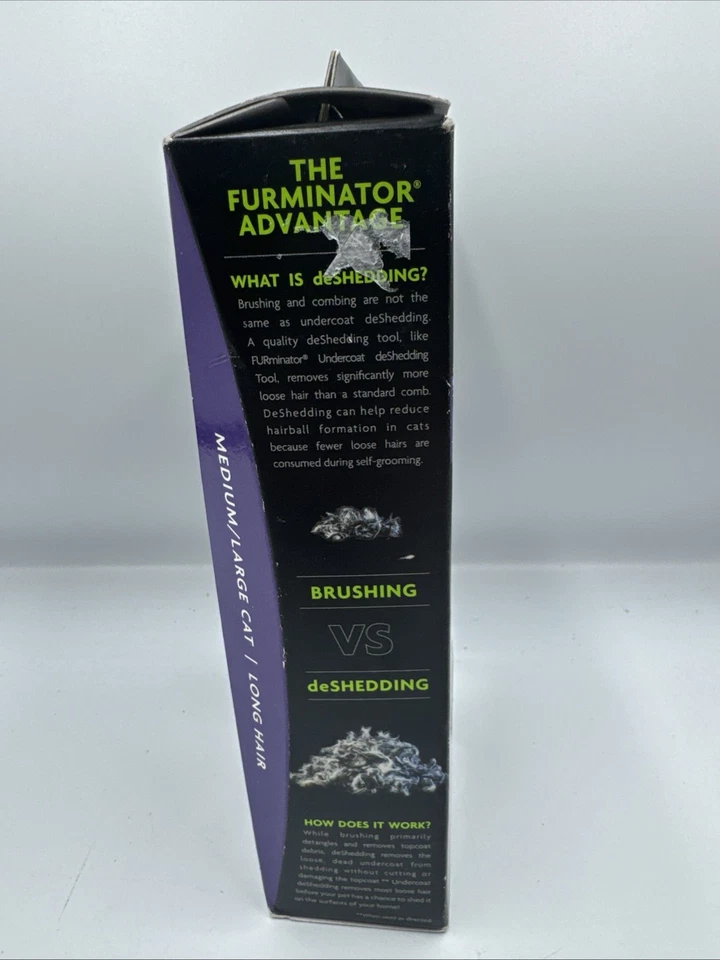 THE
FURMINATOR®
ADVANTAGE
WHAT IS deSHEDDING?
Brushing and combing are not the
same as undercoat deShedding.
A quality deShedding tool, like
FURminator® Undercoat deShedding
Tool, removes significantly more
loose hair than a standard comb.
DeShedding can help reduce
hairball formation in cats
because fewer loose hairs are
consumed during self-grooming.
BRUSHING
VS
deSHEDDING
HOW DOES IT WORK?
While brushing primarily
detangles and removes topcoat
debris, deShedding removes the
loose, dead undercoat from
shedding without cutting or
damaging the topcoat.** Undercoat
deShedding removes most loose hair
before your pet has a chance to shed it
on the surfaces of your home!
**(When used as directed)
MEDIUM/LARGE CAT / LONG HAIR